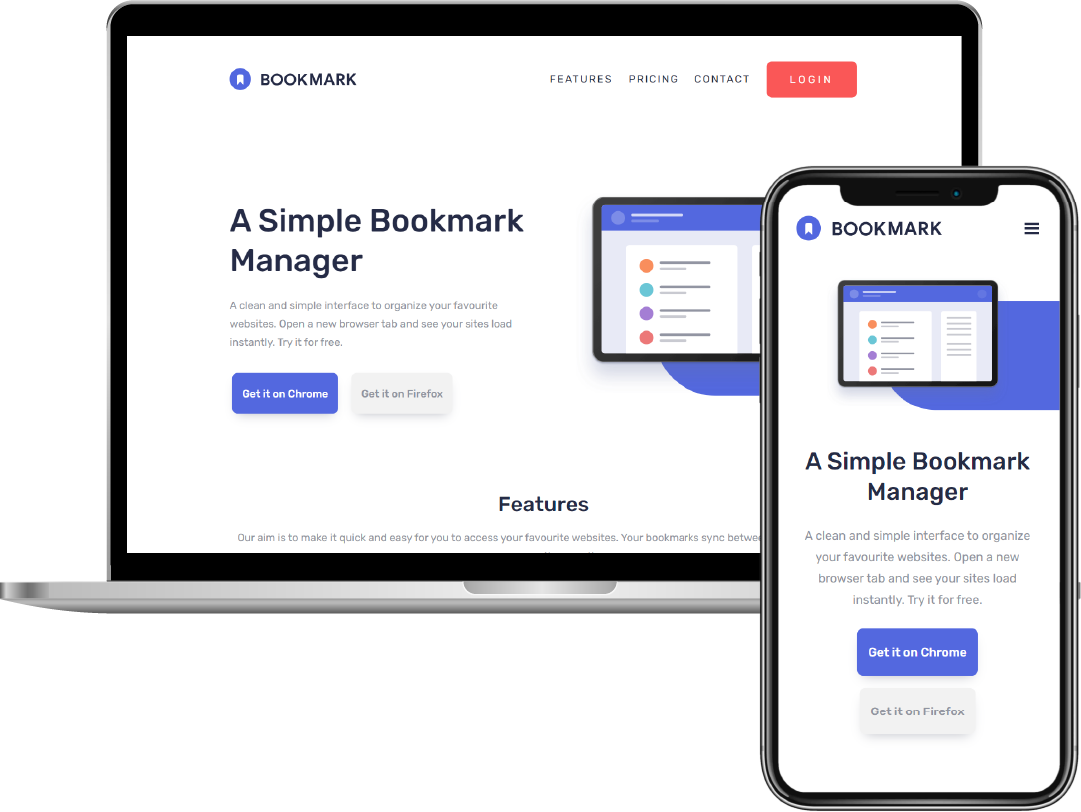 BOOKMARK
FEATURES PRICING CONTACT LOGIN
A Simple Bookmark
Manager
A clean and simple interface to organize your favourite
websites. Open a new browser tab and see your sites load
instantly. Try it for free.
Get it on Chrome Get it on Firefox
Features
Our aim is to make it quick and easy for you to access your favourite websites. Your bookmarks sync
BOOKMARK
A Simple Bookmark
Manager
A clean and simple interface to organize
your favourite websites. Open a new
browser tab and see your sites load
instantly. Try it for free.
Get it on Chrome
Get it on Firefox